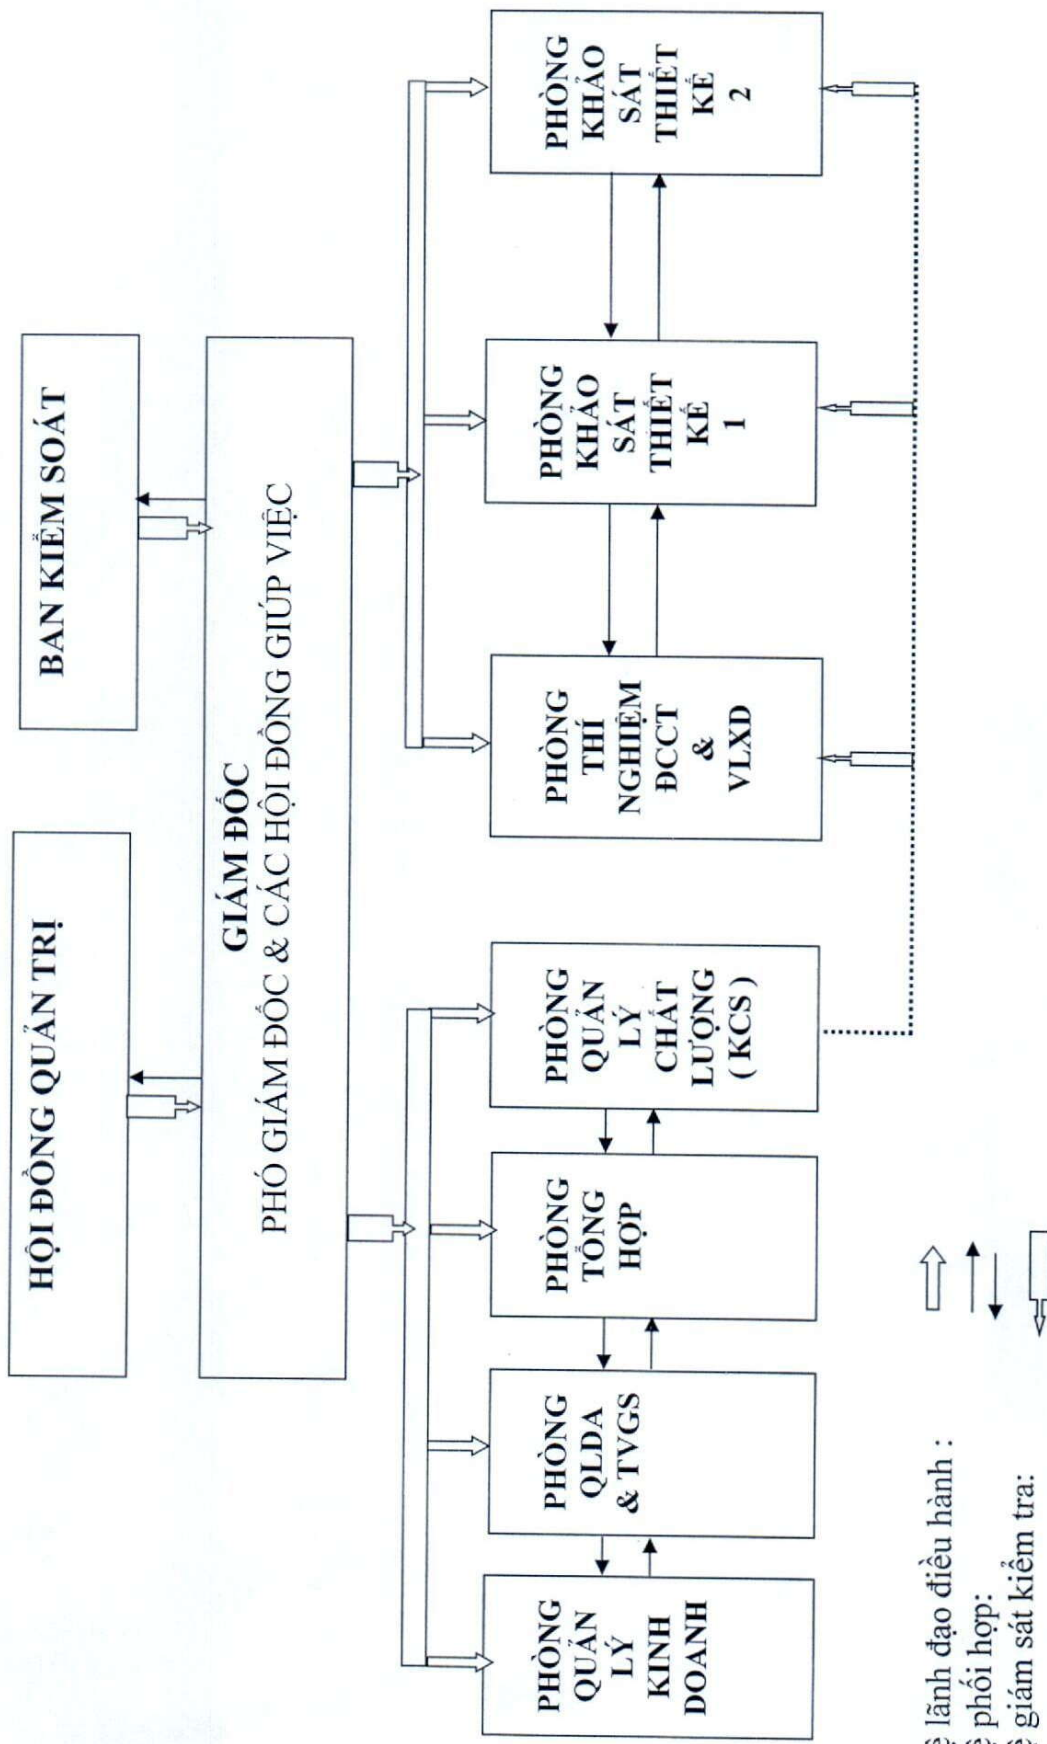 HỘI ĐỒNG QUẢN TRỊ
BAN KIỂM SOÁT
GIÁM ĐỐC
PHÓ GIÁM ĐỐC & CÁC HỘI ĐỒNG GIÚP VIỆC
PHÒNG
QUẢN
LÝ
KINH
DOANH
PHÒNG
QLDA
& TVGS
PHÒNG
TỔNG
HỢP
PHÒNG
QUẢN
LÝ
CHẤT
LƯỢNG
( KCS )
PHÒNG
THÍ
NGHIỆM
ĐCCT
&
VLXD
PHÒNG
KHẢO
SÁT
THIẾT
KẾ
1
PHÒNG
KHẢO
SÁT
THIẾT
KẾ
2
lãnh đạo điều hành :
phối hợp:
giám sát kiểm tra: